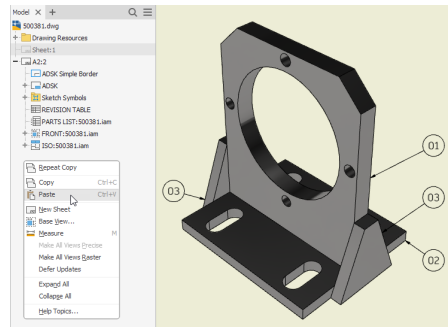 Model
500381.dwg
Drawing Resources
Sheet:1
A2:2
ADSK Simple Border
ADSK
Sketch Symbols
REVISION TABLE
PARTS LIST:500381.iam
FRONT:500381.iam
ISO:500381.iam
Repeat Copy
Copy Ctrl+C
Paste Ctrl+V
New Sheet
Base View...
Measure M
Make All Views Precise
Make All Views Raster
Defer Updates
Expand All
Collapse All
Help Topics...
01
03
03
02